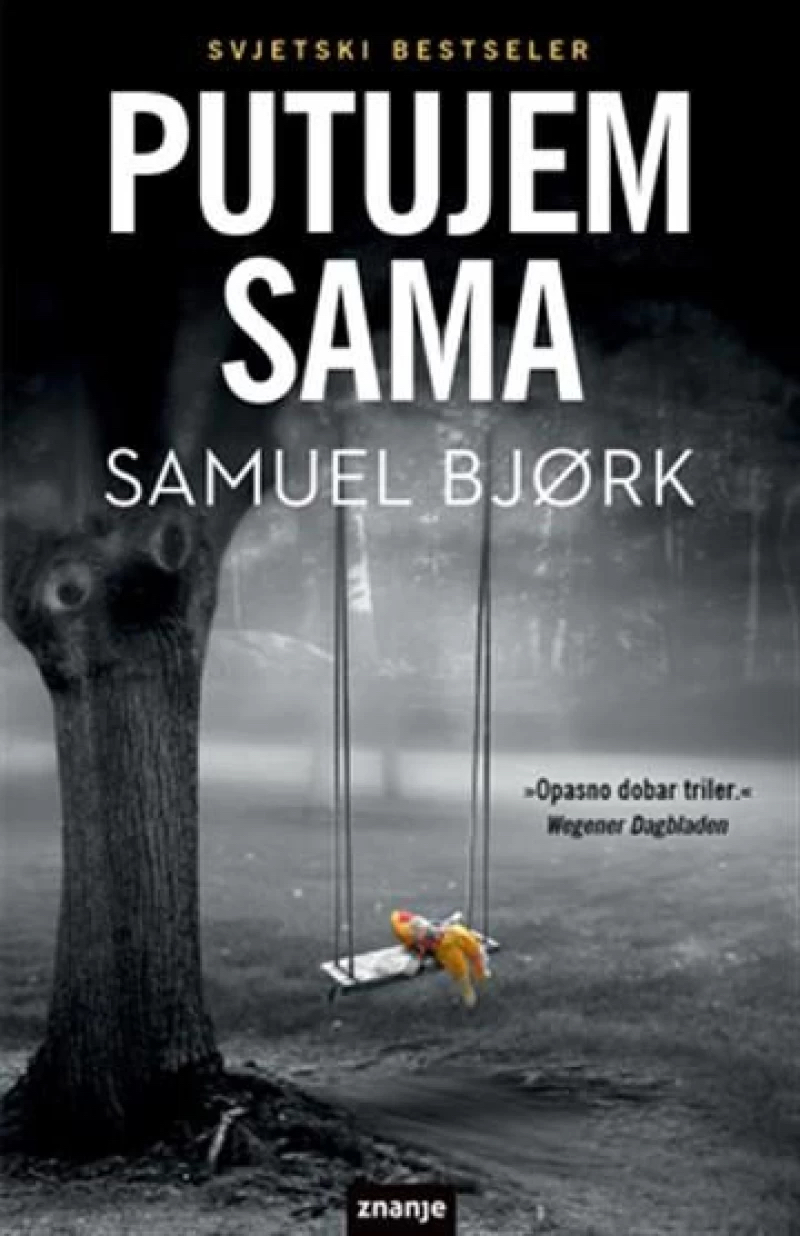 SVJETSKI BESTSELER
PUTUJEM
SAMA
SAMUEL BJØRK
»Opasno dobar triler.«
Wegener Dagbladen
znanje